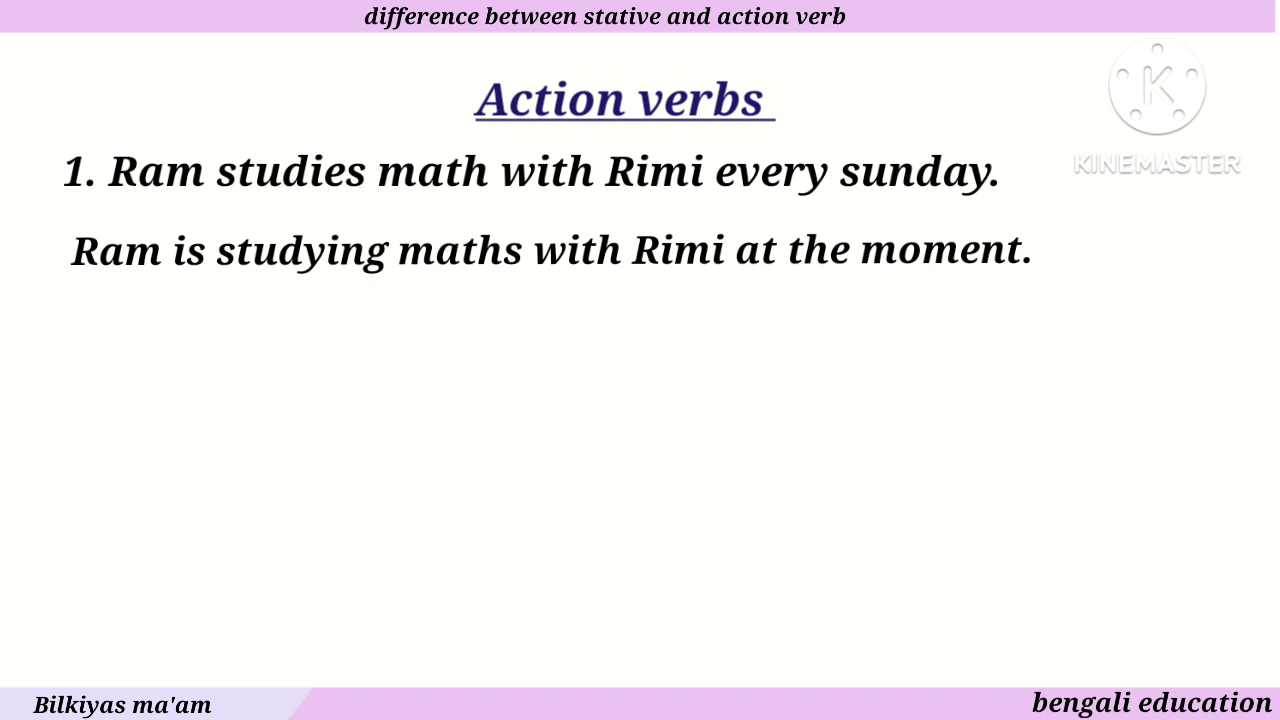 difference between stative and action verb
Action verbs
K
KINEMASTER
1. Ram studies math with Rimi every sunday.
Ram is studying maths with Rimi at the moment.
Bilkiyas ma'am
bengali education